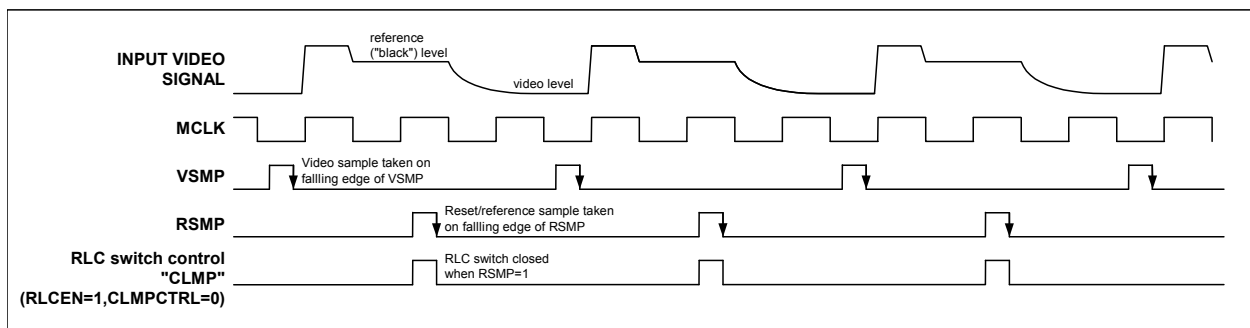 INPUT VIDEO
SIGNAL
reference
("black") level
video level
MCLK
VSMP
Video sample taken on
fallling edge of VSMP
RSMP
Reset/reference sample taken
on fallling edge of RSMP
RLC switch control
"CLMP"
(RLCEN=1,CLMPCTRL=0)
RLC switch closed
when RSMP=1